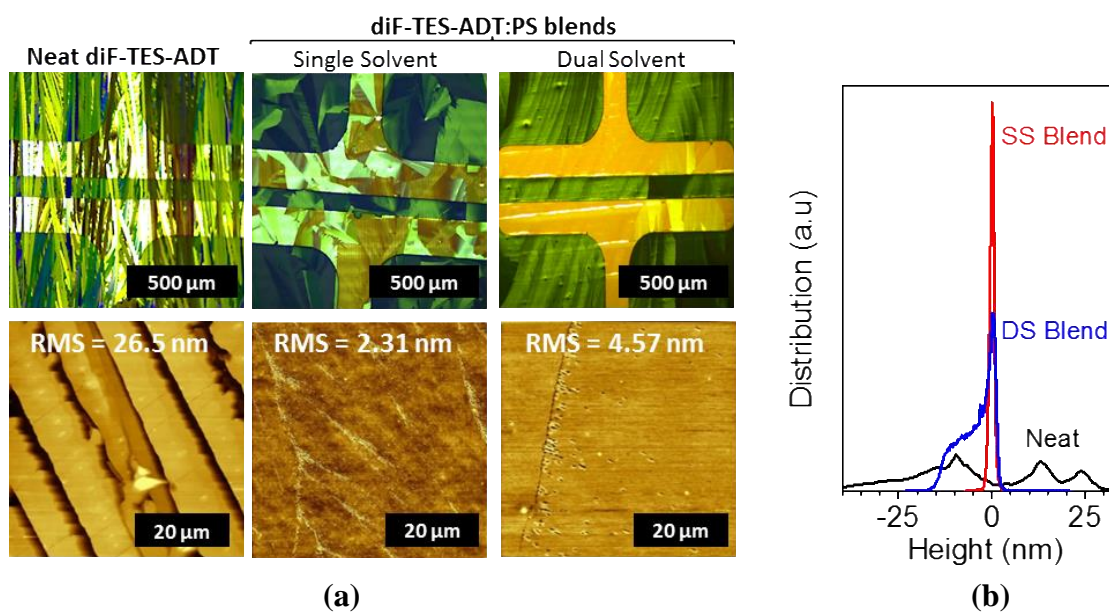 diF-TES-ADT:PS blends
Neat diF-TES-ADT
Single Solvent
Dual Solvent
500 µm
500 µm
500 µm
RMS = 26.5 nm
RMS = 2.31 nm
RMS = 4.57 nm
20 µm
20 µm
20 µm
(a)
SS Blend
DS Blend
Neat
Distribution (a.u)
-25
0
25
Height (nm)
(b)